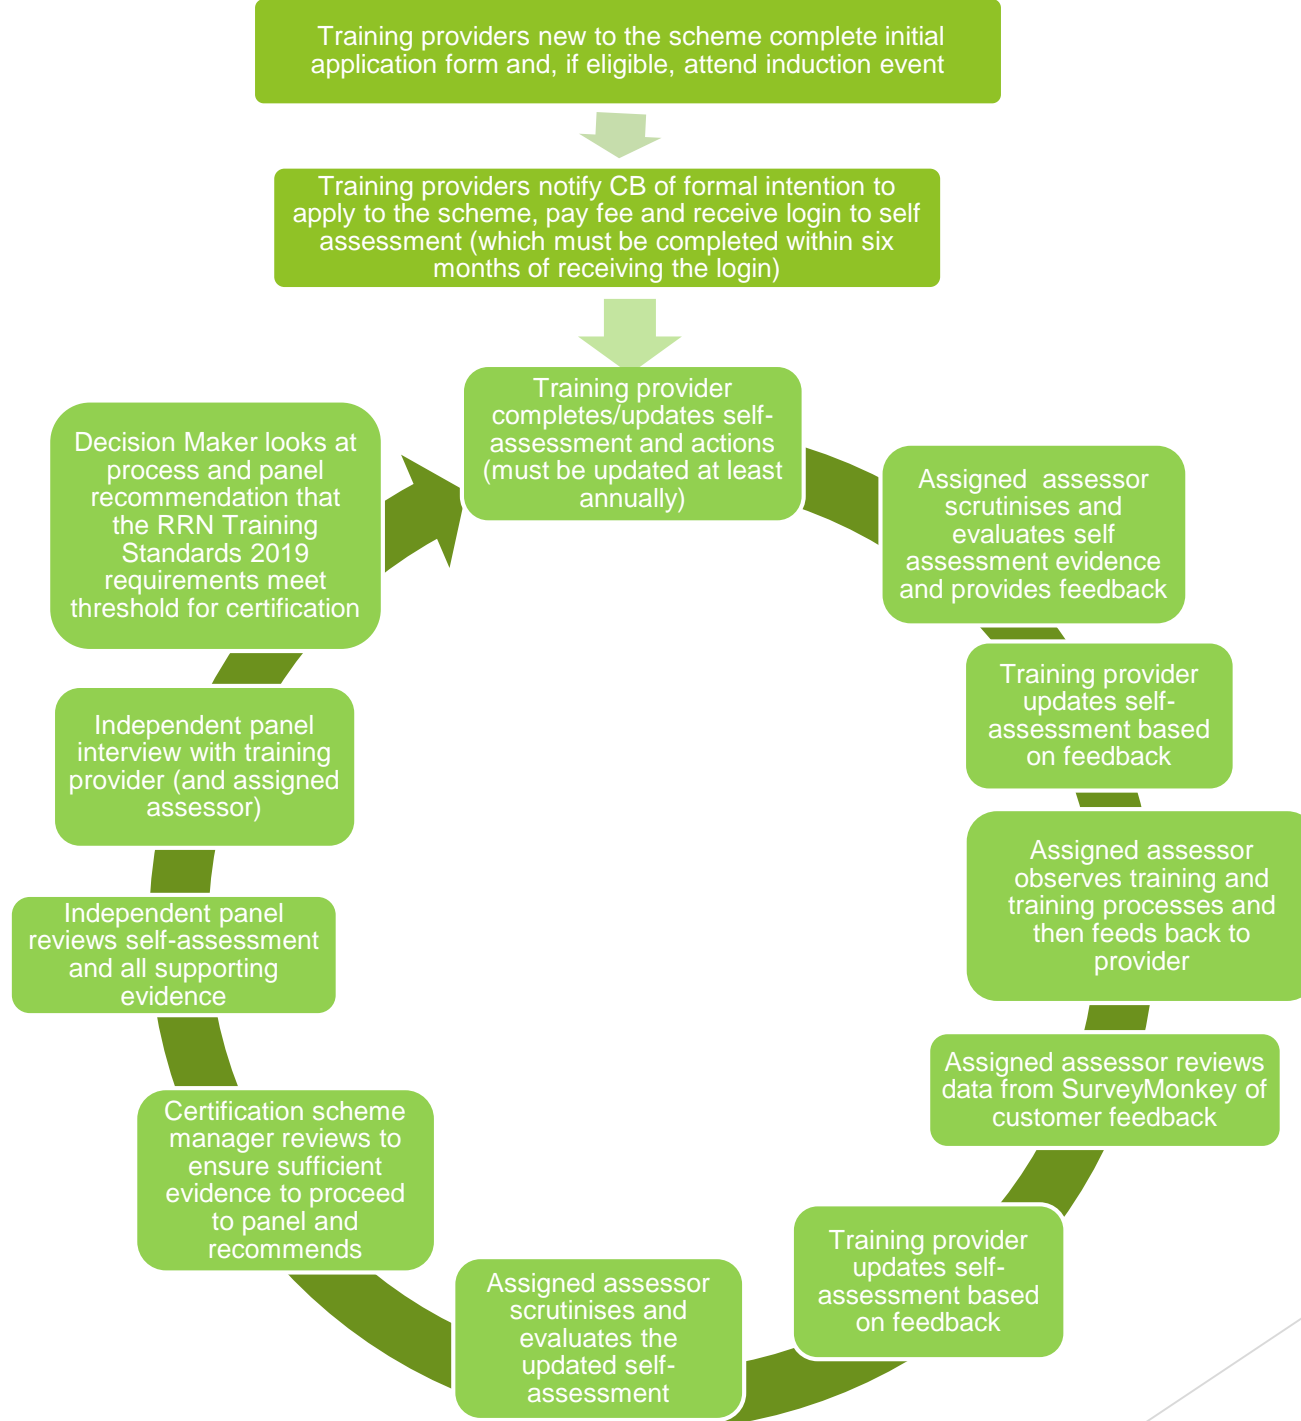 Training providers new to the scheme complete initial
application form and, if eligible, attend induction event
Training providers notify CB of formal intention to
apply to the scheme, pay fee and receive login to self
assessment (which must be completed within six
months of receiving the login)
Training provider
completes/updates self-
assessment and actions
(must be updated at least
annually)
Assigned assessor
scrutinises and
evaluates self
assessment evidence
and provides feedback
Training provider
updates self-
assessment based
on feedback
Assigned assessor
observes training and
training processes and
then feeds back to
provider
Assigned assessor reviews
data from SurveyMonkey of
customer feedback
Training provider
updates self-
assessment based
on feedback
Assigned assessor
scrutinises and
evaluates the
updated self-
assessment
Certification scheme
manager reviews to
ensure sufficient
evidence to proceed
to panel and
recommends
Independent panel
reviews self-assessment
and all supporting
evidence
Independent panel
interview with training
provider (and assigned
assessor)
Decision Maker looks at
process and panel
recommendation that
the RRN Training
Standards 2019
requirements meet
threshold for certification